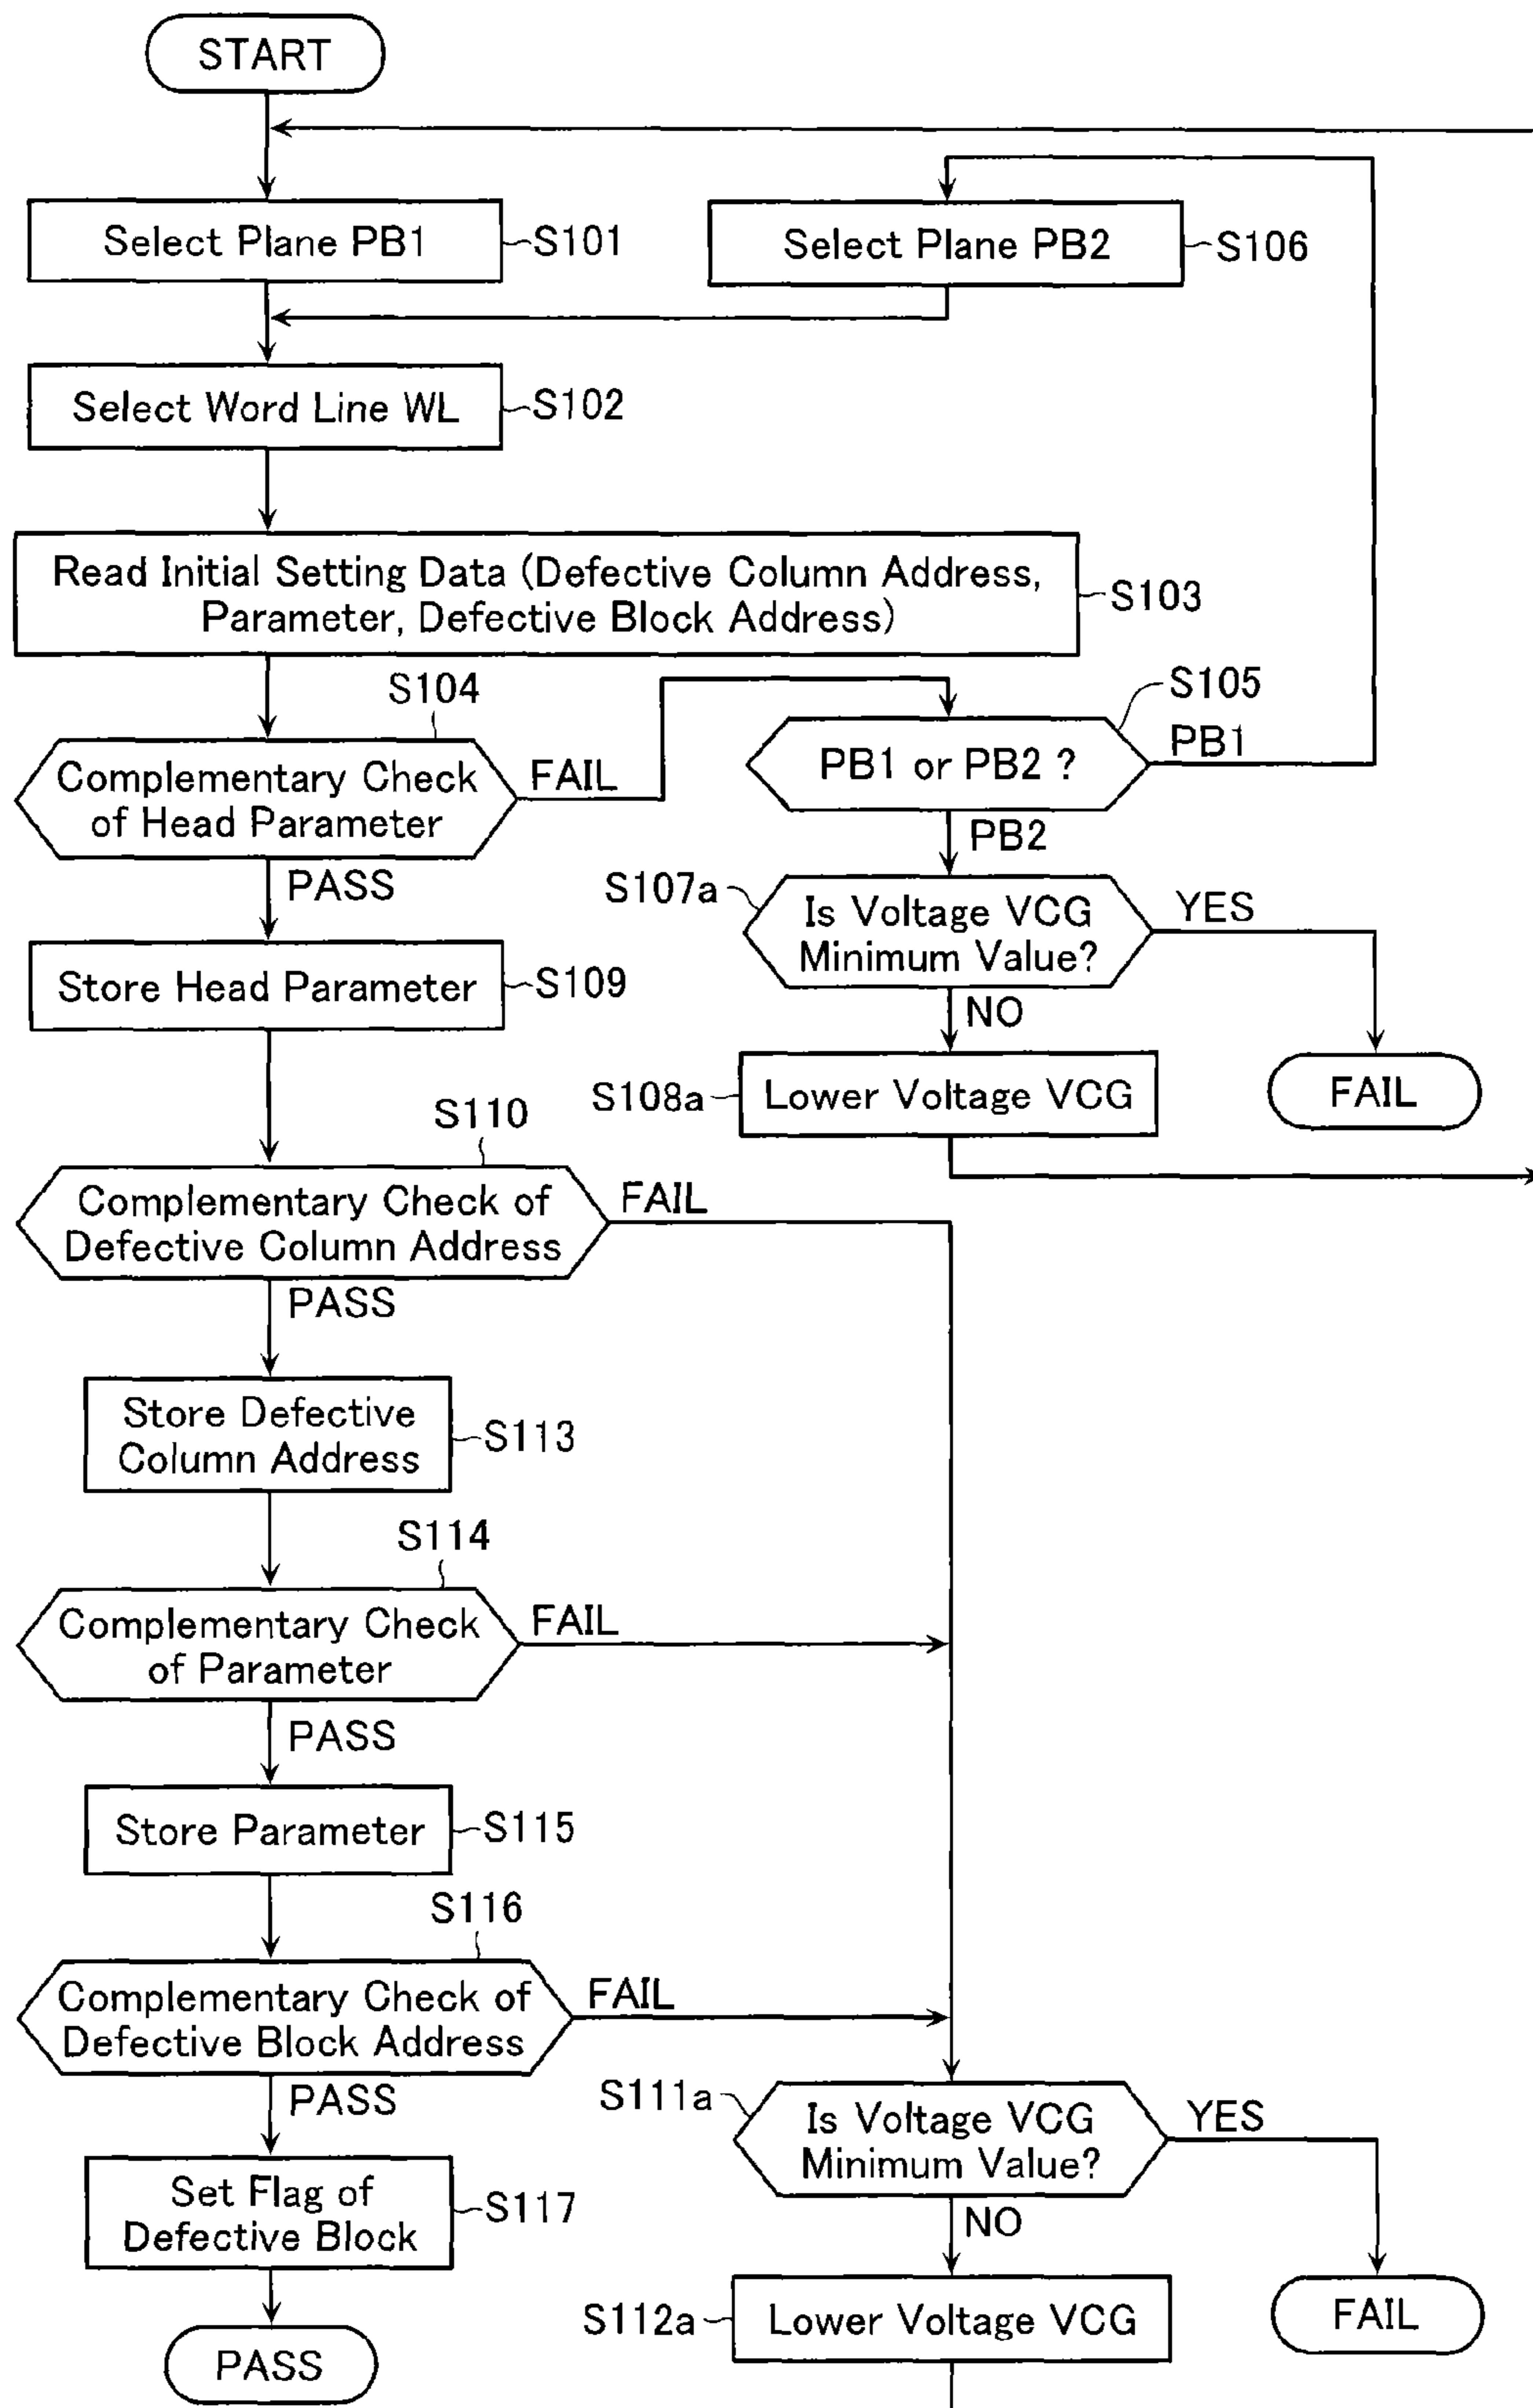 START
Select Plane PB1
S101
Select Plane PB2
S106
Select Word Line WL
S102
Read Initial Setting Data (Defective Column Address,
Parameter, Defective Block Address)
S103
S104
Complementary Check
of Head Parameter
FAIL
PASS
S105
PB1 or PB2 ?
PB1
PB2
S107a
Is Voltage VCG
Minimum Value?
YES
NO
Store Head Parameter
S109
S108a
Lower Voltage VCG
FAIL
S110
Complementary Check of
Defective Column Address
FAIL
PASS
Store Defective
Column Address
S113
S114
Complementary Check
of Parameter
FAIL
PASS
Store Parameter
S115
S116
Complementary Check of
Defective Block Address
FAIL
PASS
S111a
Is Voltage VCG
Minimum Value?
YES
NO
Set Flag of
Defective Block
S117
S112a
Lower Voltage VCG
FAIL
PASS